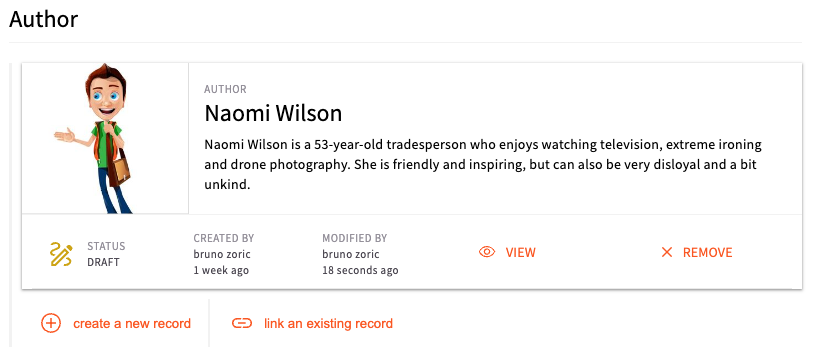 Author
AUTHOR
Naomi Wilson
Naomi Wilson is a 53-year-old tradesperson who enjoys watching television, extreme ironing
and drone photography. She is friendly and inspiring, but can also be very disloyal and a bit
unkind.
STATUS
DRAFT
CREATED BY
bruno zoric
1 week ago
MODIFIED BY
bruno zoric
18 seconds ago
VIEW
REMOVE
create a new record
link an existing record